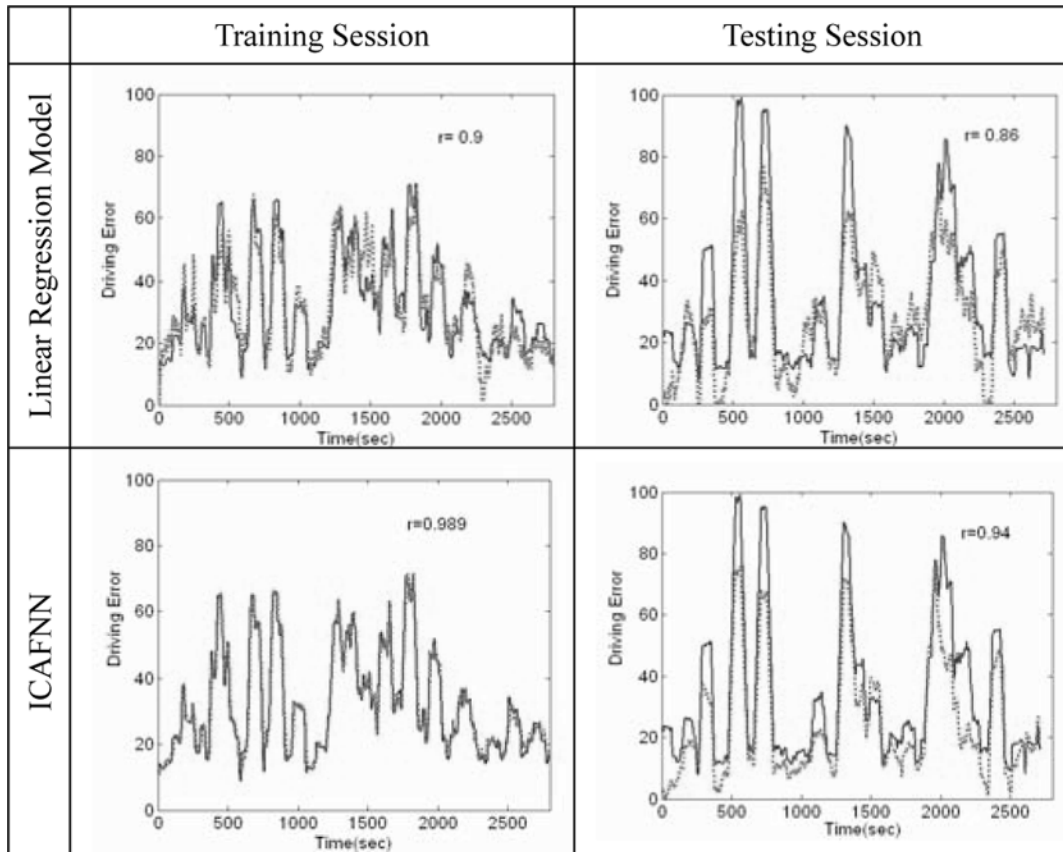 Training Session
Testing Session
Linear Regression Model
100
80
60
40
20
0
Driving Error
r= 0.9
0 500 1000 1500 2000 2500
Time(sec)
100
80
60
40
20
0
Driving Error
r= 0.86
0 500 1000 1500 2000 2500
Time(sec)
ICAFNN
100
80
60
40
20
0
Driving Error
r=0.989
0 500 1000 1500 2000 2500
Time(sec)
100
80
60
40
20
0
Driving Error
r=0.94
0 500 1000 1500 2000 2500
Time(sec)